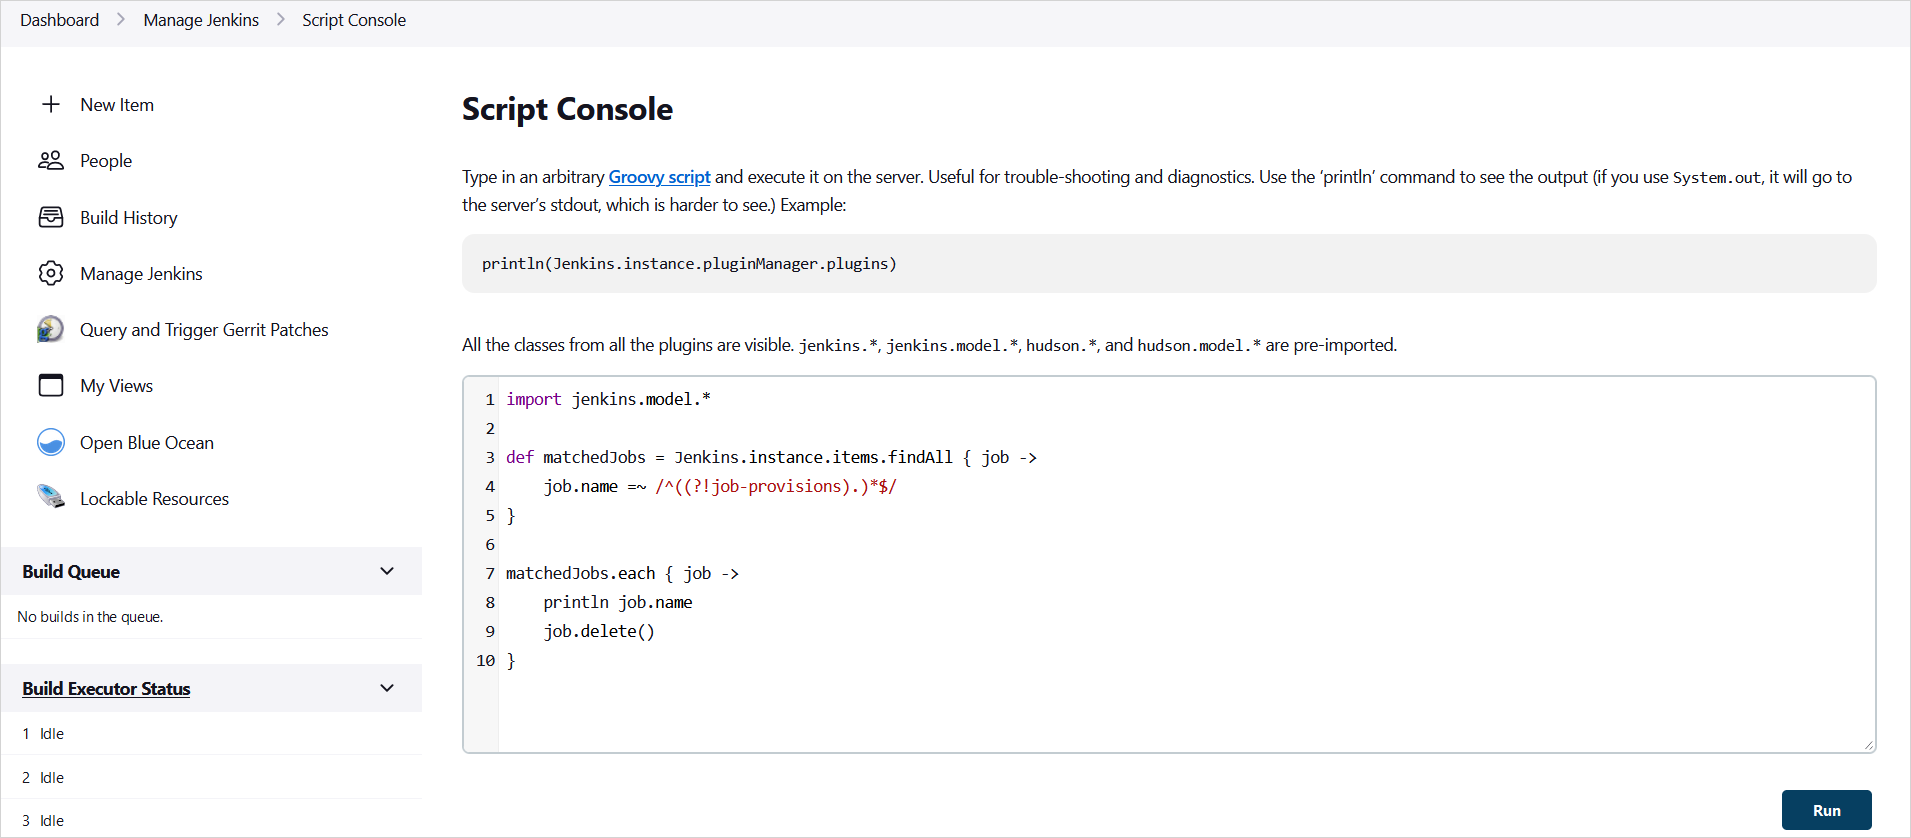 Dashboard > Manage Jenkins > Script Console
New Item
People
Build History
Manage Jenkins
Query and Trigger Gerrit Patches
My Views
Open Blue Ocean
Lockable Resources
Build Queue
No builds in the queue.
Build Executor Status
1 Idle
2 Idle
3 Idle
Script Console
Type in an arbitrary Groovy script and execute it on the server. Useful for trouble-shooting and diagnostics. Use the ‘println’ command to see the output (if you use System.out, it will go to
the server’s stdout, which is harder to see.) Example:
println(Jenkins.instance.pluginManager.plugins)
All the classes from all the plugins are visible. jenkins.*, jenkins.model.*, hudson.*, and hudson.model.* are pre-imported.
1 import jenkins.model.*
2
3 def matchedJobs = Jenkins.instance.items.findAll { job ->
4     job.name =~ /^((?!job-provisions).)*$/
5 }
6
7 matchedJobs.each { job ->
8     println job.name
9     job.delete()
10 }
Run